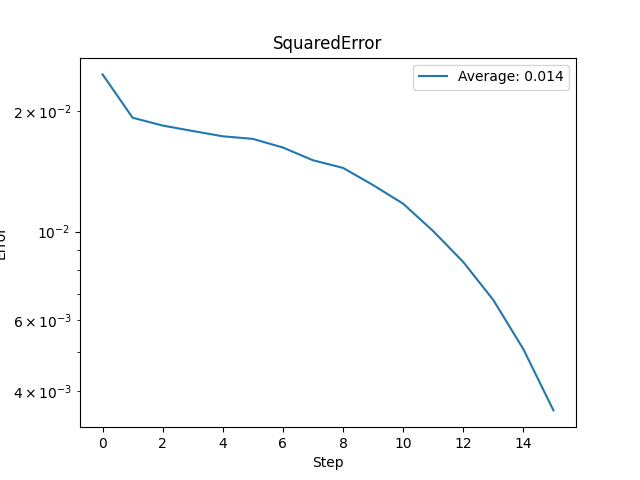 SquaredError
Average: 0.014
2 × 10⁻²
10⁻²
6 × 10⁻³
4 × 10⁻³
Error
0 2 4 6 8 10 12 14
Step